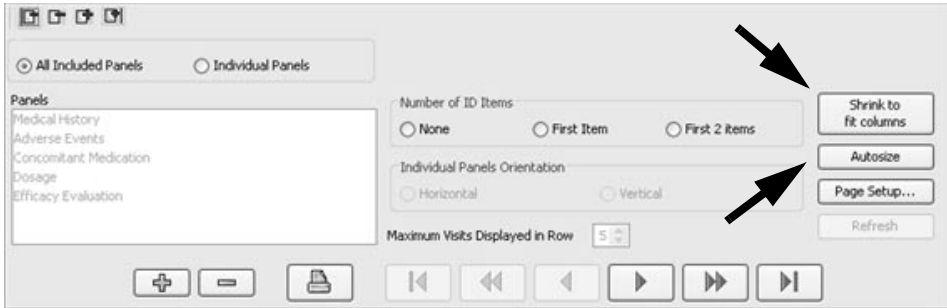 All Included Panels
Individual Panels
Panels
Medical History
Adverse Events
Concomitant Medication
Dosage
Efficacy Evaluation
Number of ID Items
None
First Item
First 2 items
Individual Panels Orientation
Horizontal
Vertical
Maximum Visits Displayed in Row
5
Shrink to
fit columns
Autosize
Page Setup...
Refresh